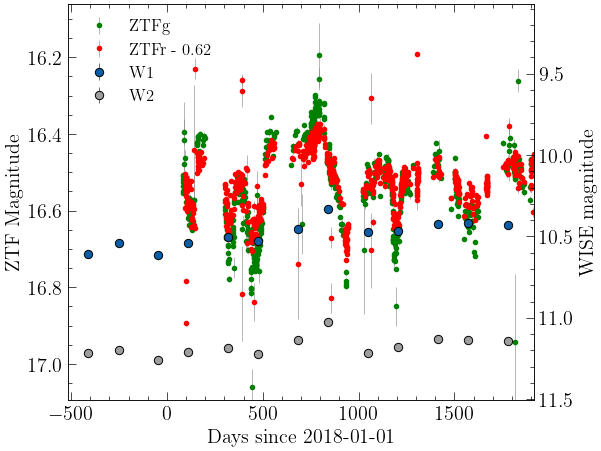 ZTFg
ZTFr - 0.62
W1
W2
16.2
16.4
16.6
16.8
17.0
9.5
10.0
10.5
11.0
11.5
−500
0
500
1000
1500
ZTF Magnitude
WISE magnitude
Days since 2018-01-01